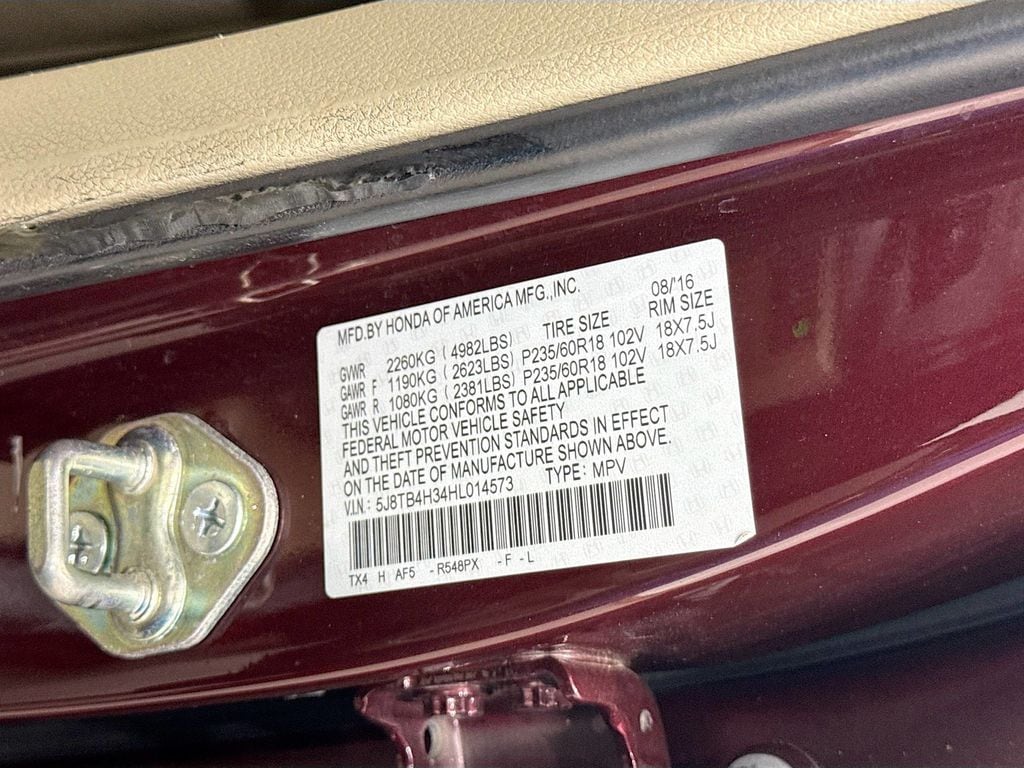 MFD.BY HONDA OF AMERICA MFG.,INC. 08/'16
GVWR 2260KG ( 4982LBS) TIRE SIZE RIM SIZE
GAWR F 1190KG ( 2623LBS) P235/60R18 102V 18X7.5J
GAWR R 1080KG ( 2381LBS) P235/60R18 102V 18X7.5J
THIS VEHICLE CONFORMS TO ALL APPLICABLE
FEDERAL MOTOR VEHICLE SAFETY
AND THEFT PREVENTION STANDARDS IN EFFECT
ON THE DATE OF MANUFACTURE SHOWN ABOVE.
V.I.N.: 5J8TB4H34HL014573 TYPE: MPV
TX4 H AF5 -R548PX -F -L